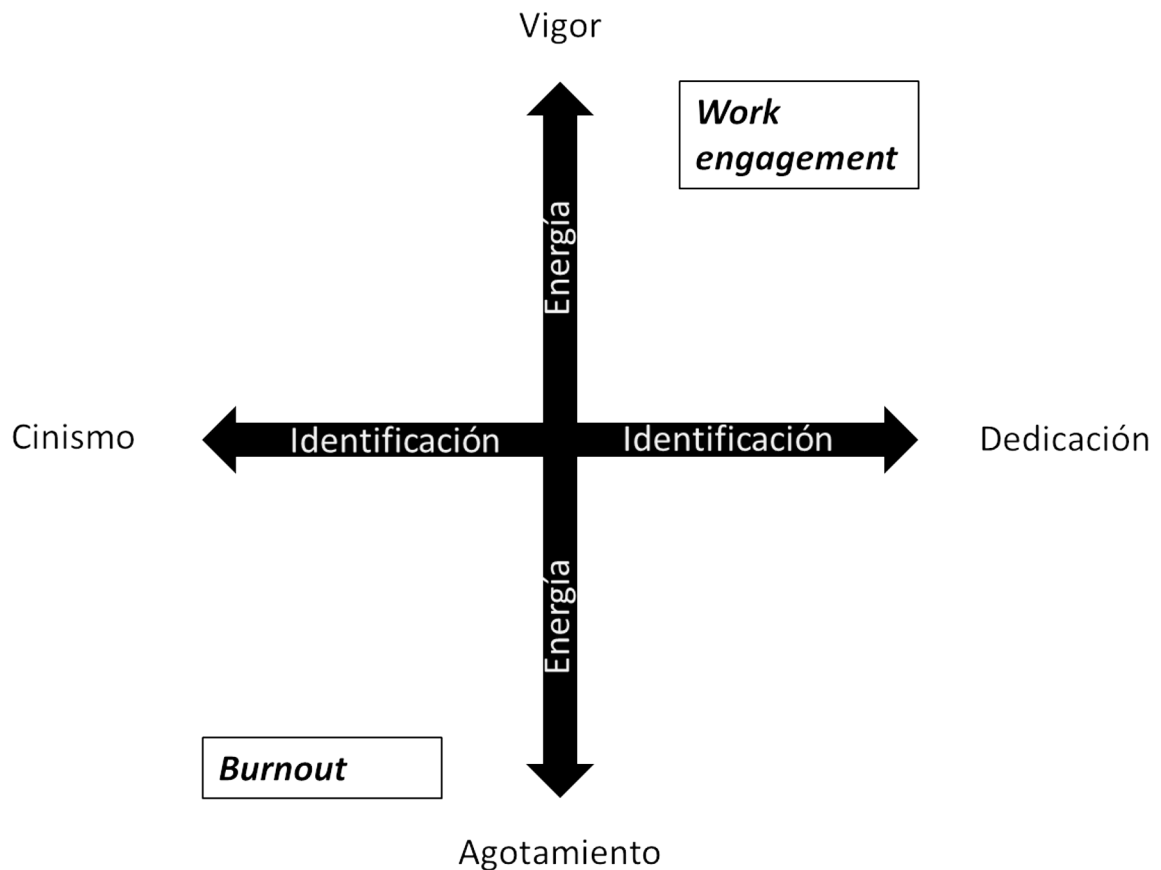 Vigor
Work
engagement
Energía
Cinismo
Identificación
Identificación
Dedicación
Energía
Burnout
Agotamiento